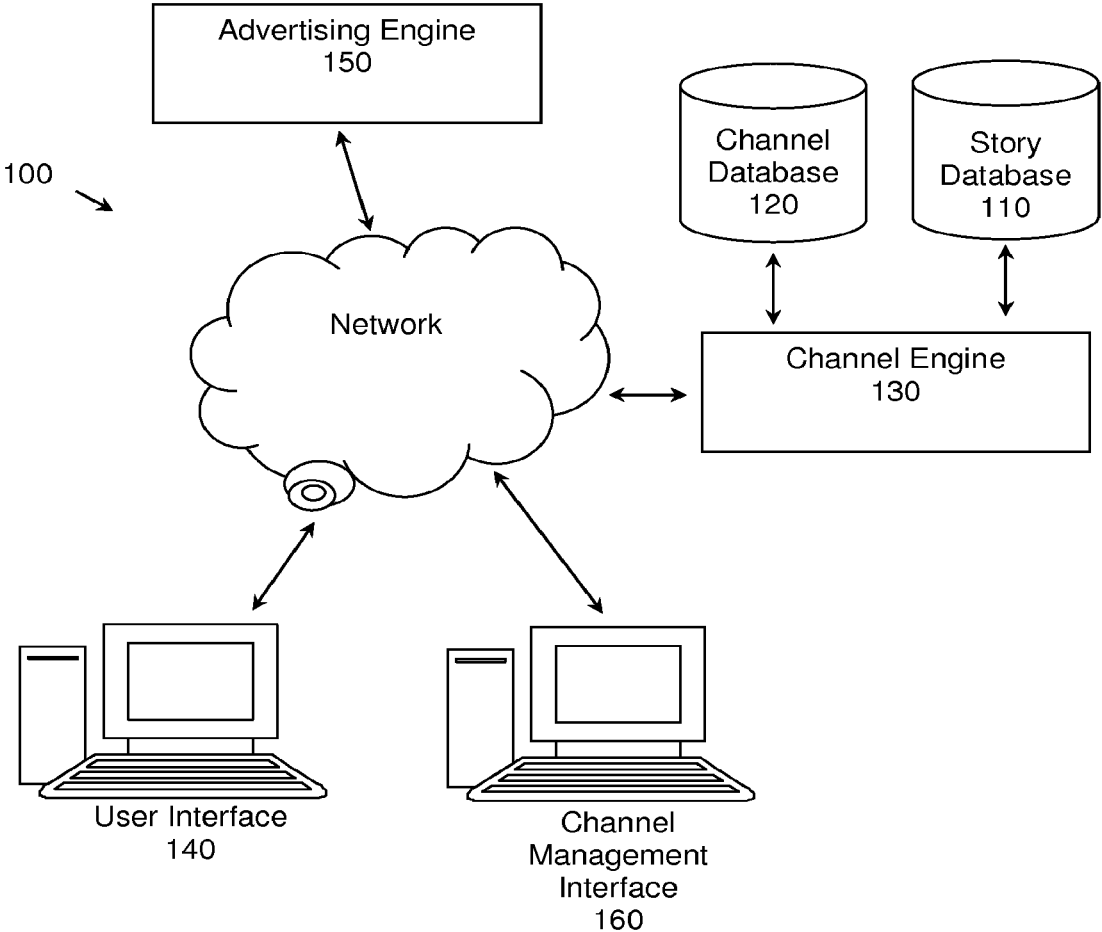 Advertising Engine
150
100
Channel
Database
120
Story
Database
110
Network
Channel Engine
130
User Interface
140
Channel
Management
Interface
160